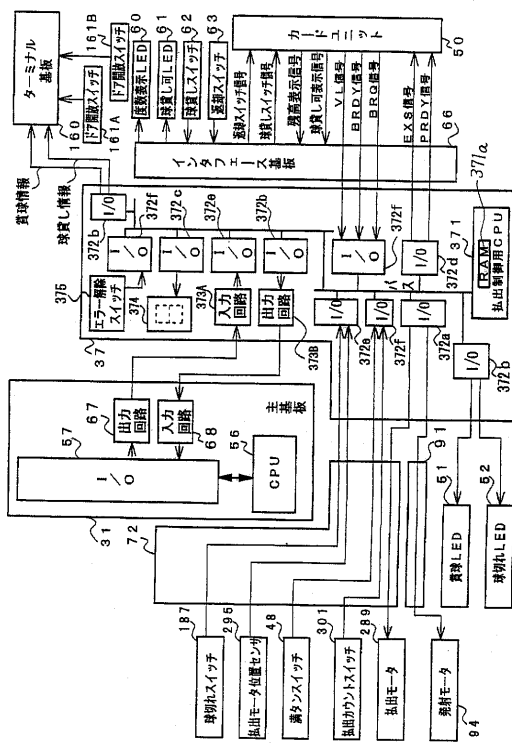 ターミナル
基板
160
ドア開放スイッチ
161A
ドア開放スイッチ
161B
賞球情報
球貸し情報
度数表示LED
60
球貸し可LED
61
球貸しスイッチ
62
返却スイッチ
63
インタフェース基板
66
カードユニット
50
返却スイッチ信号
球貸しスイッチ信号
残高表示信号
球貸し可表示信号
VL信号
BRDY信号
BRQ信号
EXS信号
PRDY信号
I/O
372b
エラー解除
スイッチ
375
I/O
372f
374
I/O
372c
入力
回路
373A
I/O
372e
出力
回路
373B
I/O
372b
37
I/O
372f
I/O
372d
バス
I/O
372e
I/O
372f
I/O
372a
RAM
371a
払出制御用CPU
371
I/O
372b
主基板
31
I/O
57
出力
回路
67
入力
回路
68
CPU
56
72
91
球切れスイッチ
187
払出モータ位置センサ
295
満タンスイッチ
48
払出カウントスイッチ
301
払出モータ
289
発射モータ
94
賞球LED
51
球切れLED
52